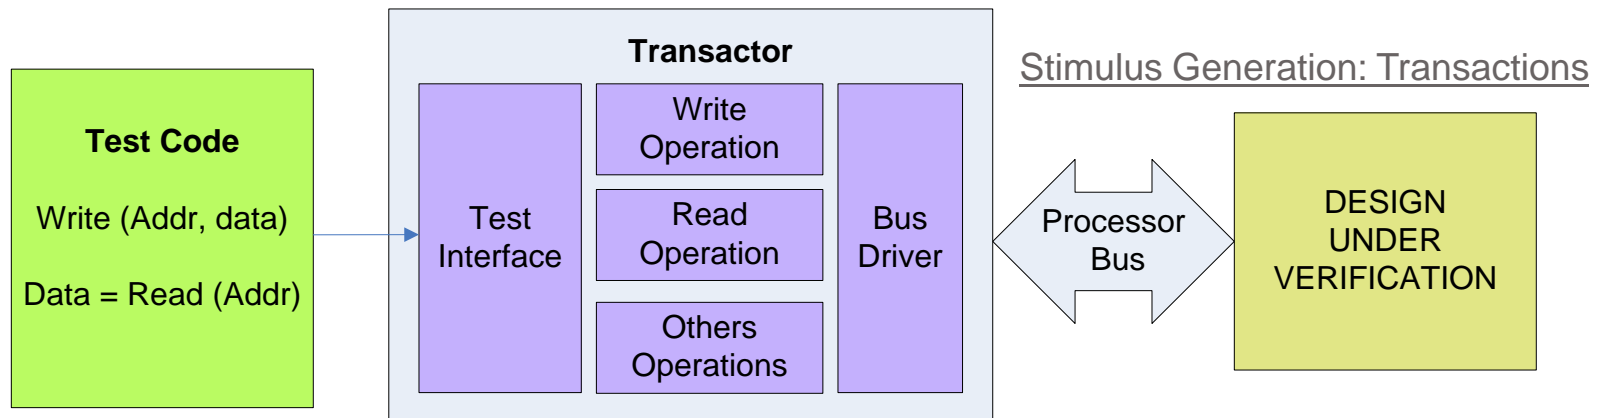 Transactor
Stimulus Generation: Transactions
Test Code
Write (Addr, data)
Data = Read (Addr)
Test
Interface
Write
Operation
Read
Operation
Others
Operations
Bus
Driver
Processor
Bus
DESIGN
UNDER
VERIFICATION